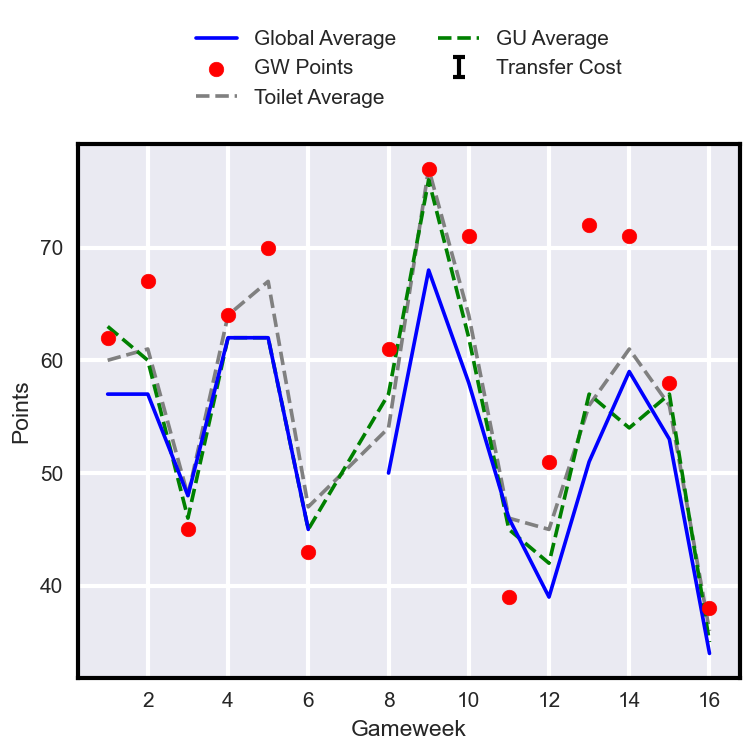 Global Average
GW Points
Toilet Average
GU Average
Transfer Cost
Points
70
60
50
40
2 4 6 8 10 12 14 16
Gameweek